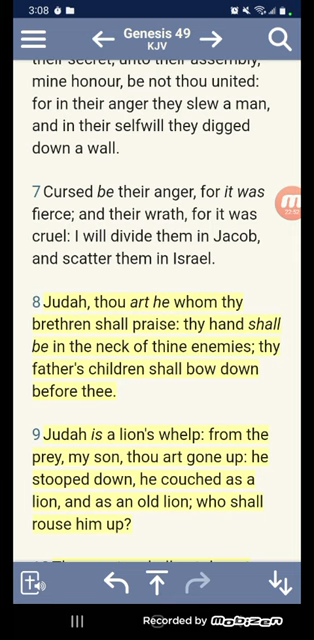 3:08
Genesis 49
KJV
their secret; unto their assembly,
mine honour, be not thou united:
for in their anger they slew a man,
and in their selfwill they digged
down a wall.
7 Cursed be their anger, for it was
fierce; and their wrath, for it was
cruel: I will divide them in Jacob,
and scatter them in Israel.
8 Judah, thou art he whom thy
brethren shall praise: thy hand shall
be in the neck of thine enemies; thy
father's children shall bow down
before thee.
9 Judah is a lion's whelp: from the
prey, my son, thou art gone up: he
stooped down, he couched as a
lion, and as an old lion; who shall
rouse him up?
Recorded by mobizen